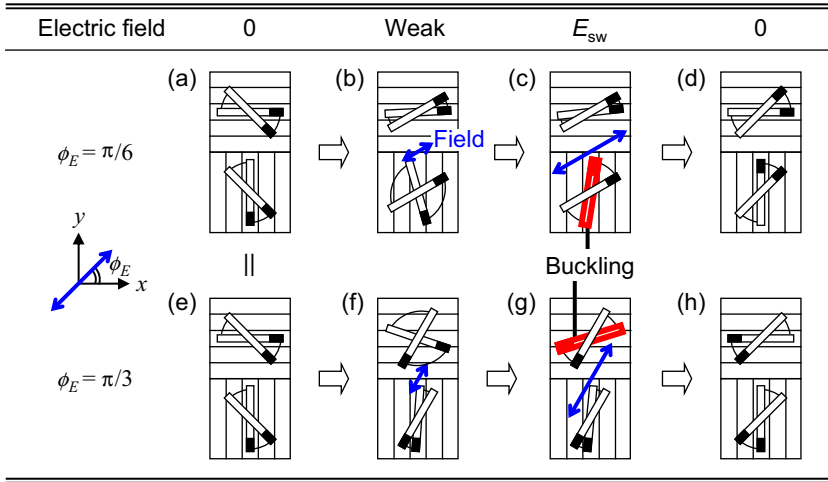 Electric field 0 Weak E_sw 0
(a) (b) (c) (d)
Field
ϕ_E = π/6
y
ϕ_E
x
||
Buckling
(e) (f) (g) (h)
ϕ_E = π/3